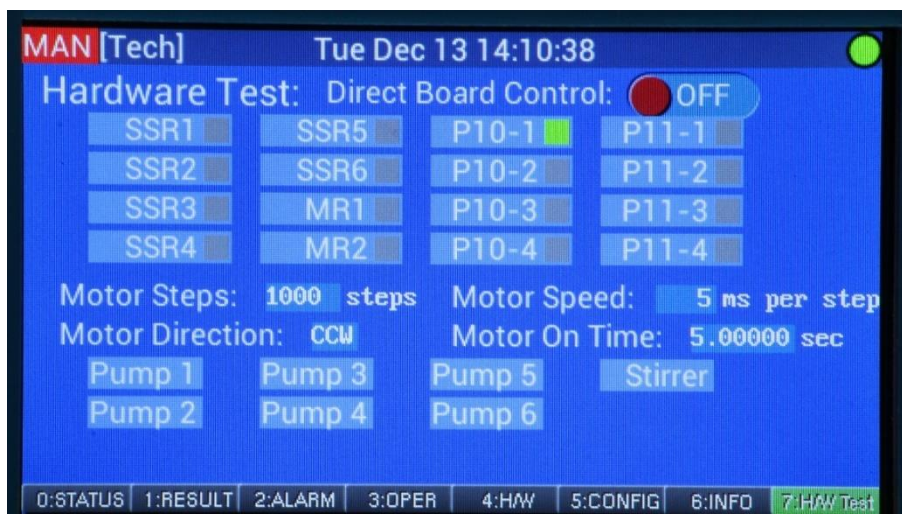 MAN [Tech] Tue Dec 13 14:10:38
Hardware Test: Direct Board Control: OFF
SSR1 SSR5 P10-1 P11-1
SSR2 SSR6 P10-2 P11-2
SSR3 MR1 P10-3 P11-3
SSR4 MR2 P10-4 P11-4
Motor Steps: 1000 steps Motor Speed: 5 ms per step
Motor Direction: CCW Motor On Time: 5.00000 sec
Pump 1 Pump 3 Pump 5 Stirrer
Pump 2 Pump 4 Pump 6
0:STATUS 1:RESULT 2:ALARM 3:OPER 4:H/W 5:CONFIG 6:INFO 7:H/W Test